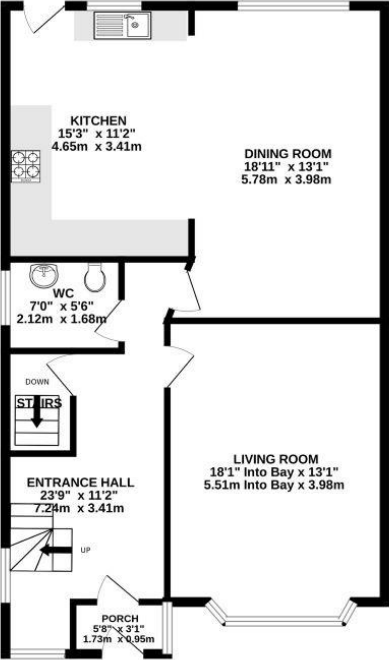 KITCHEN
15'3" x 11'2"
4.65m x 3.41m
DINING ROOM
18'11" x 13'1"
5.78m x 3.98m
WC
7'0" x 5'6"
2.12m x 1.68m
DOWN
STAIRS
LIVING ROOM
18'1" Into Bay x 13'1"
5.51m Into Bay x 3.98m
ENTRANCE HALL
23'9" x 11'2"
7.24m x 3.41m
UP
PORCH
5'8" x 3'1"
1.73m x 0.95m